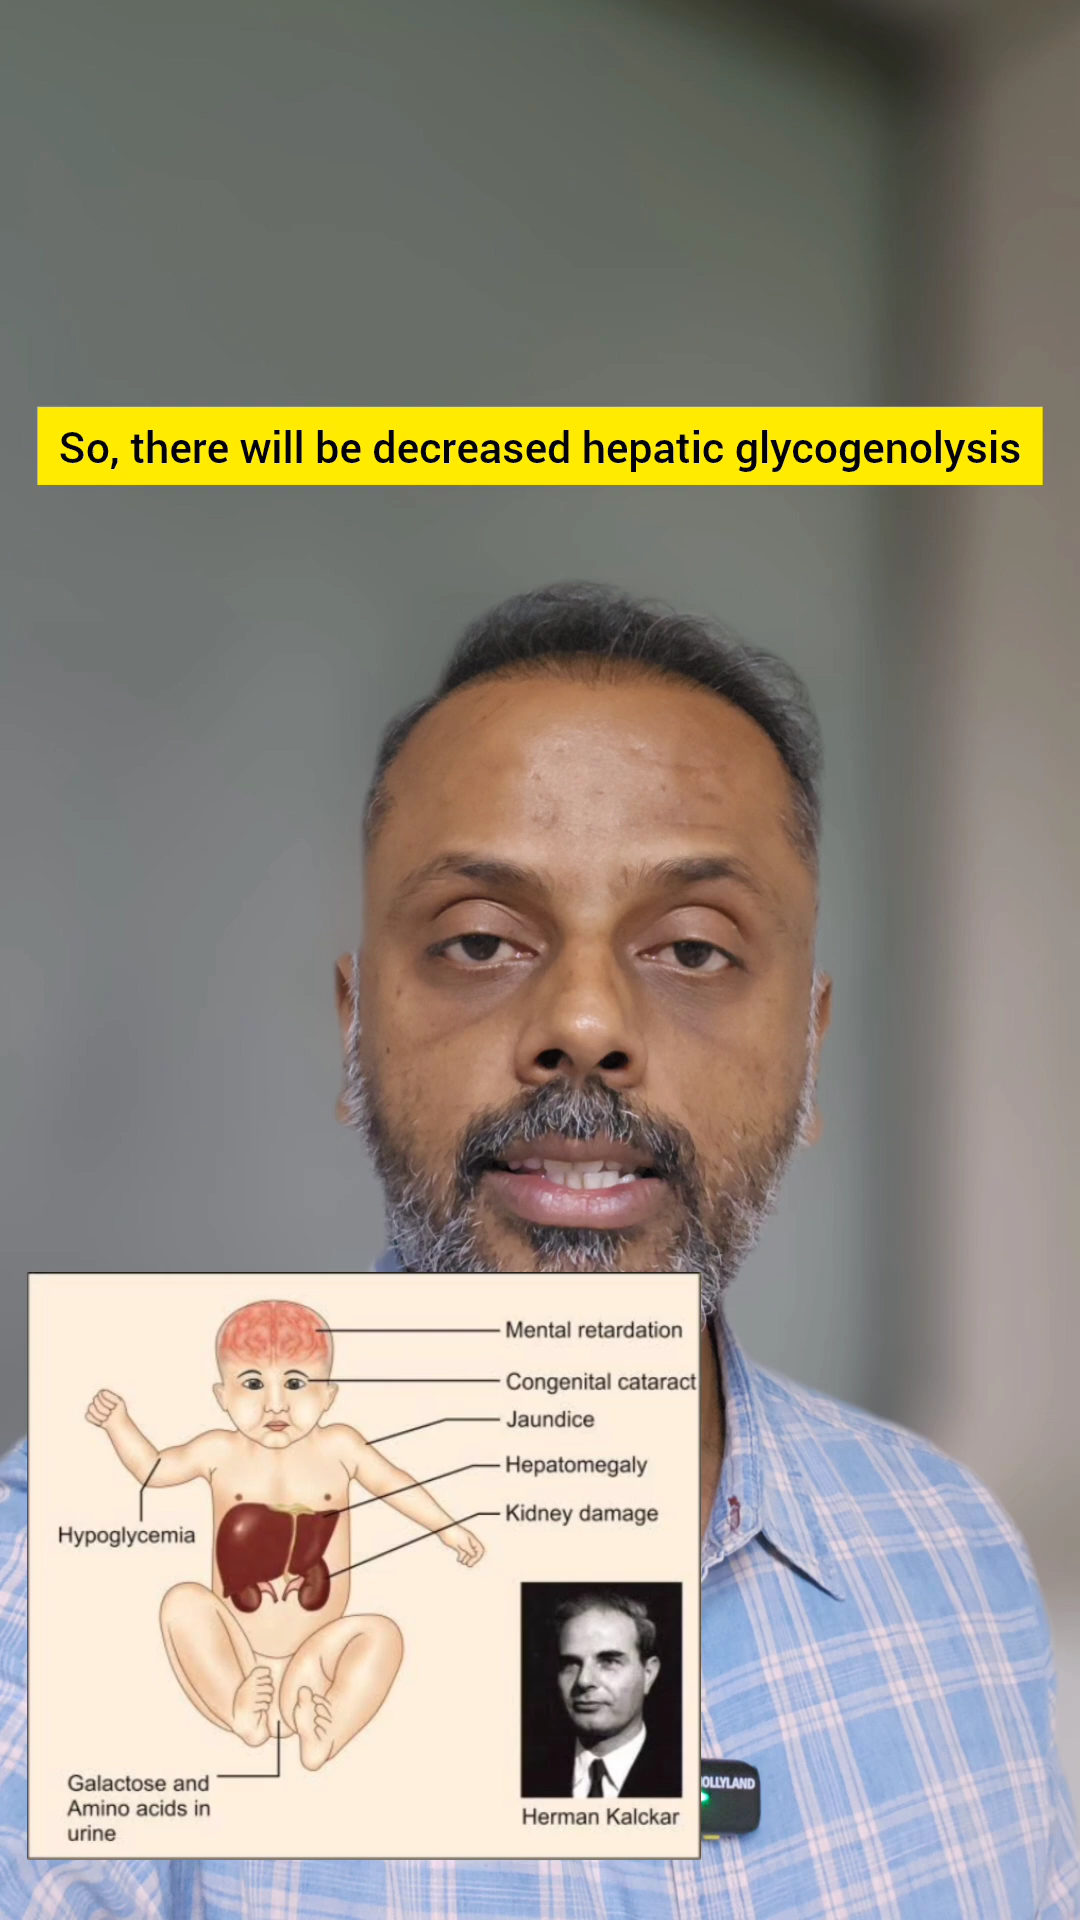 So, there will be decreased hepatic glycogenolysis
Mental retardation
Congenital cataract
Jaundice
Hepatomegaly
Kidney damage
Hypoglycemia
Galactose and
Amino acids in
urine
Herman Kalckar
OLLYLAND